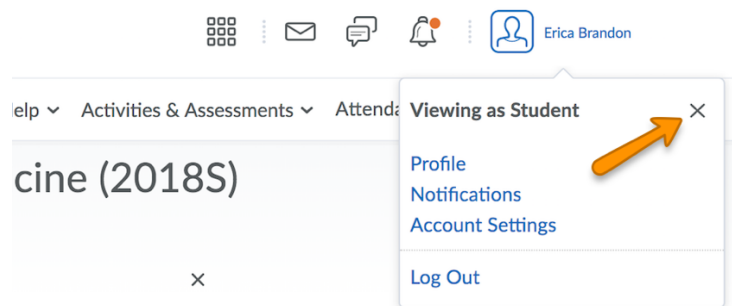 Erica Brandon
elp Activities & Assessments Attenda
Viewing as Student
cine (2018S)
Profile
Notifications
Account Settings
Log Out